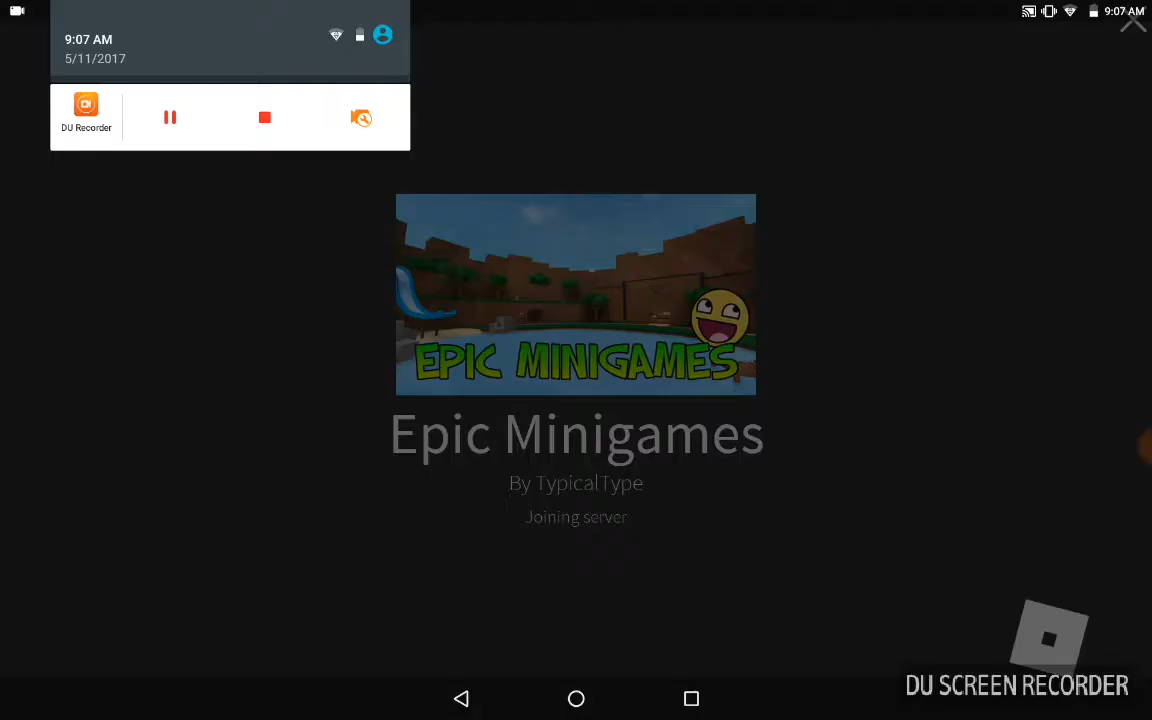 9:07 AM
9:07 AM
5/11/2017
DU Recorder
EPIC MINIGAMES
Epic Minigames
By TypicalType
Joining server
DU SCREEN RECORDER